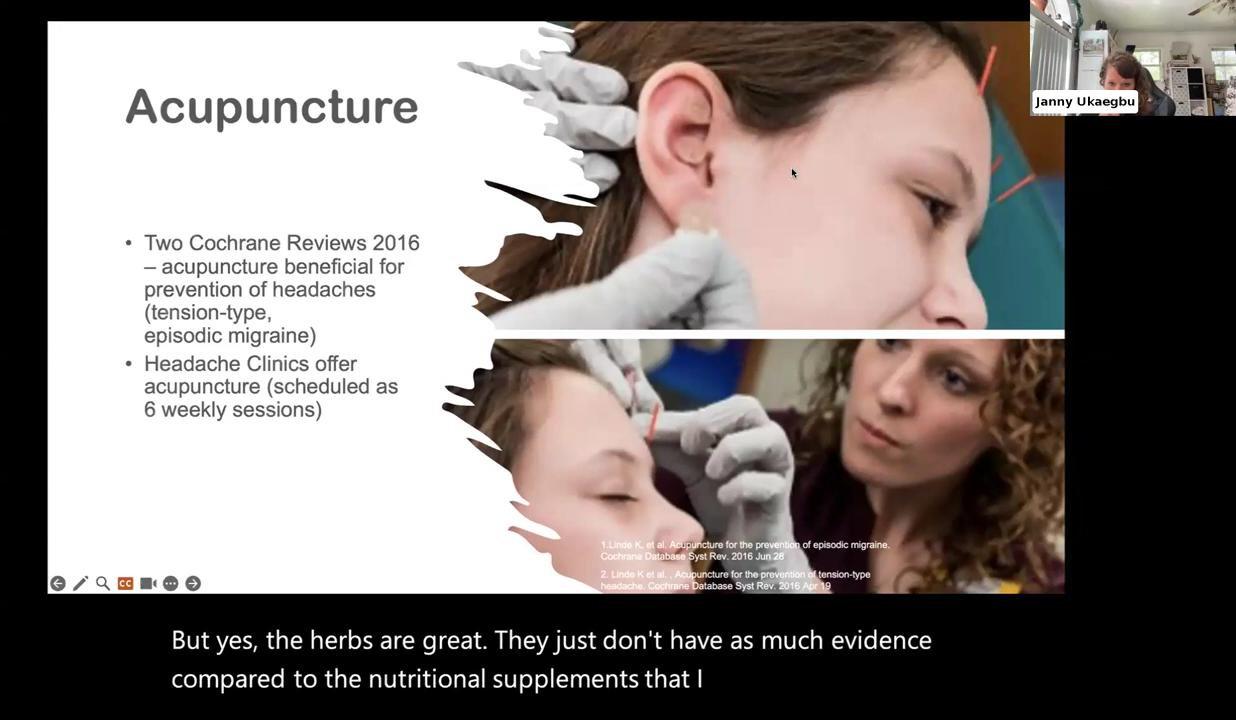 Acupuncture
• Two Cochrane Reviews 2016
– acupuncture beneficial for
prevention of headaches
(tension-type,
episodic migraine)
• Headache Clinics offer
acupuncture (scheduled as
6 weekly sessions)
Janny Ukaegbu
1.Linde K, et al. Acupuncture for the prevention of episodic migraine.
Cochrane Database Syst Rev. 2016 Jun 28
2. Linde K et al. , Acupuncture for the prevention of tension-type
headache. Cochrane Database Syst Rev. 2016 Apr 19
CC
But yes, the herbs are great. They just don't have as much evidence
compared to the nutritional supplements that I